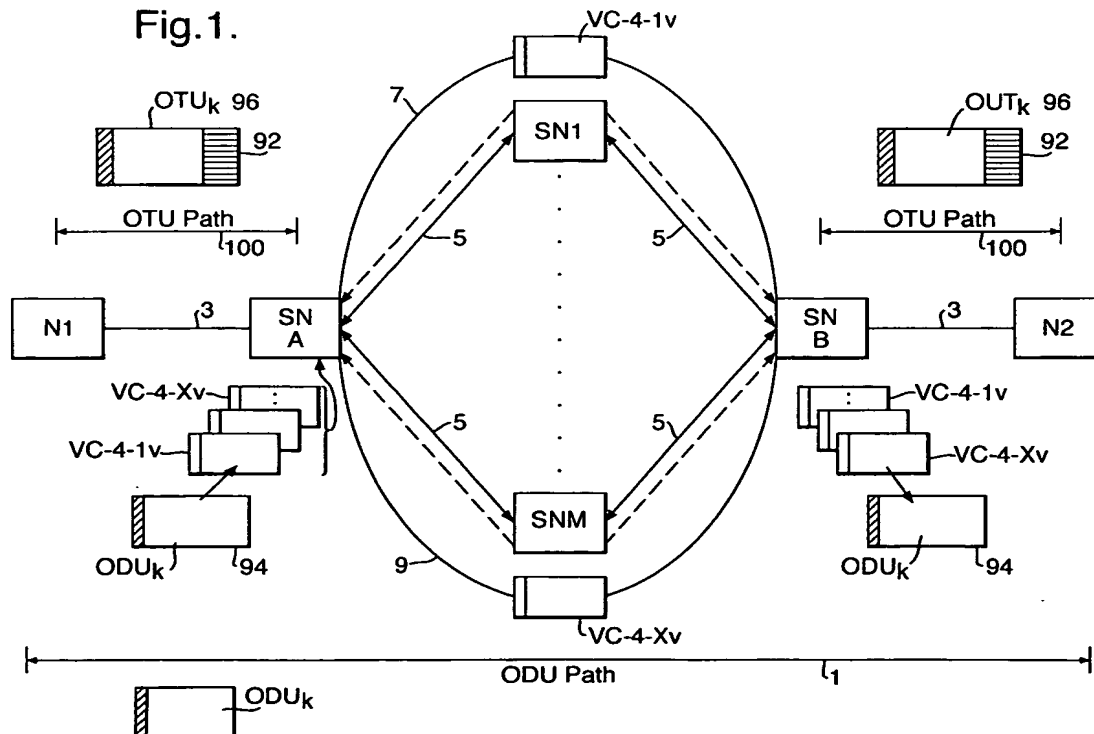 Fig.1.
VC-4-1v
7
OTUk 96
92
OUTk 96
92
SN1
OTU Path
100
OTU Path
100
5
5
N1
3
SN
A
SN
B
3
N2
VC-4-Xv
VC-4-1v
VC-4-1v
VC-4-Xv
5
5
SNM
ODUk
94
ODUk
94
9
VC-4-Xv
ODU Path
1
ODUk